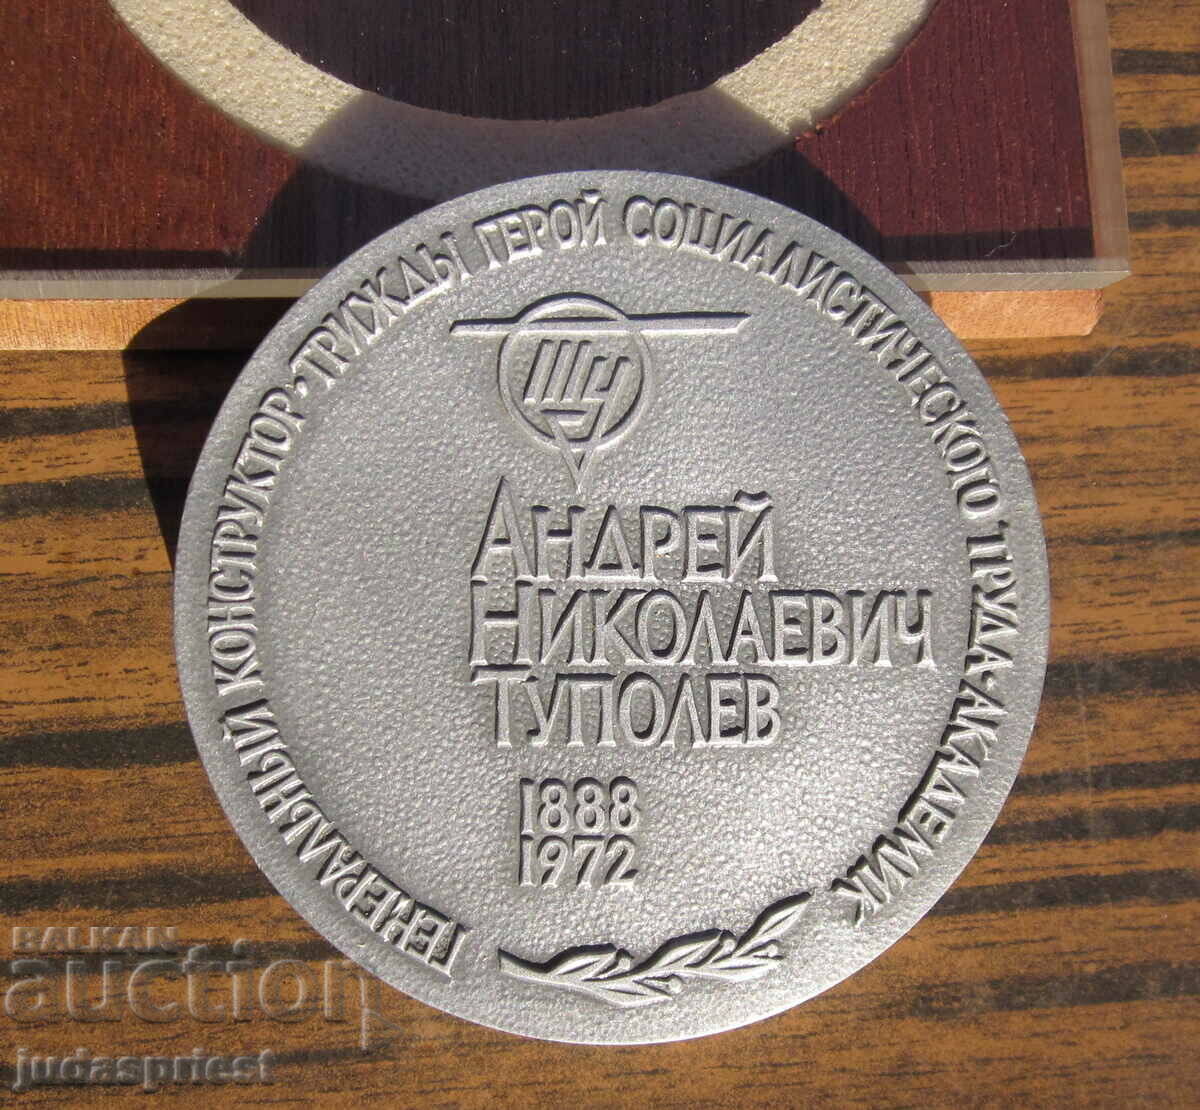 ГЕНЕРАЛЬНЫЙ КОНСТРУКТОР · ТРИЖДЫ ГЕРОЙ СОЦИАЛИСТИЧЕСКОГО ТРУДА · АКАДЕМИК
ТУ
АНДРЕЙ
НИКОЛАЕВИЧ
ТУПОЛЕВ
1888
1972
BALKAN
auction
judaspriest